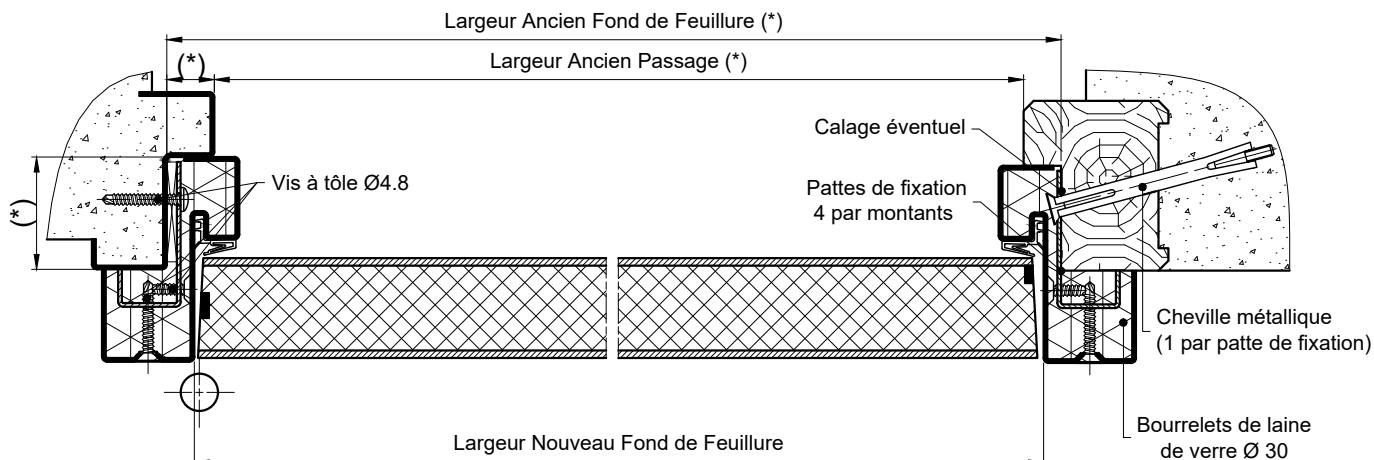 Largeur Ancien Fond de Feuillure (*)
(*)
Largeur Ancien Passage (*)
Calage éventuel
Vis à tôle Ø4.8
Pattes de fixation
4 par montants
(*)
Cheville métallique
(1 par patte de fixation)
Bourrelets de laine
de verre Ø 30
Largeur Nouveau Fond de Feuillure